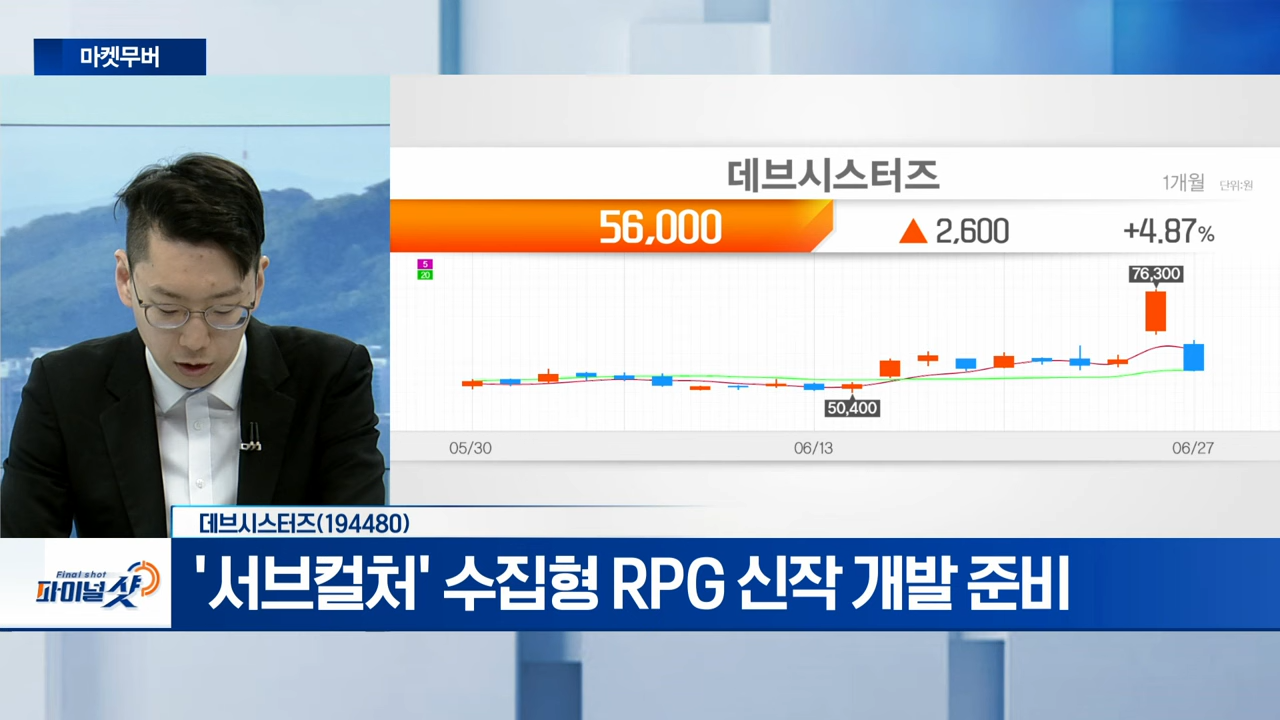 마켓무버
데브시스터즈
1개월 단위:원
56,000 ▲ 2,600 +4.87%
5
20
76,300
50,400
05/30 06/13 06/27
데브시스터즈(194480)
Final shot
파이널샷
'서브컬처' 수집형 RPG 신작 개발 준비